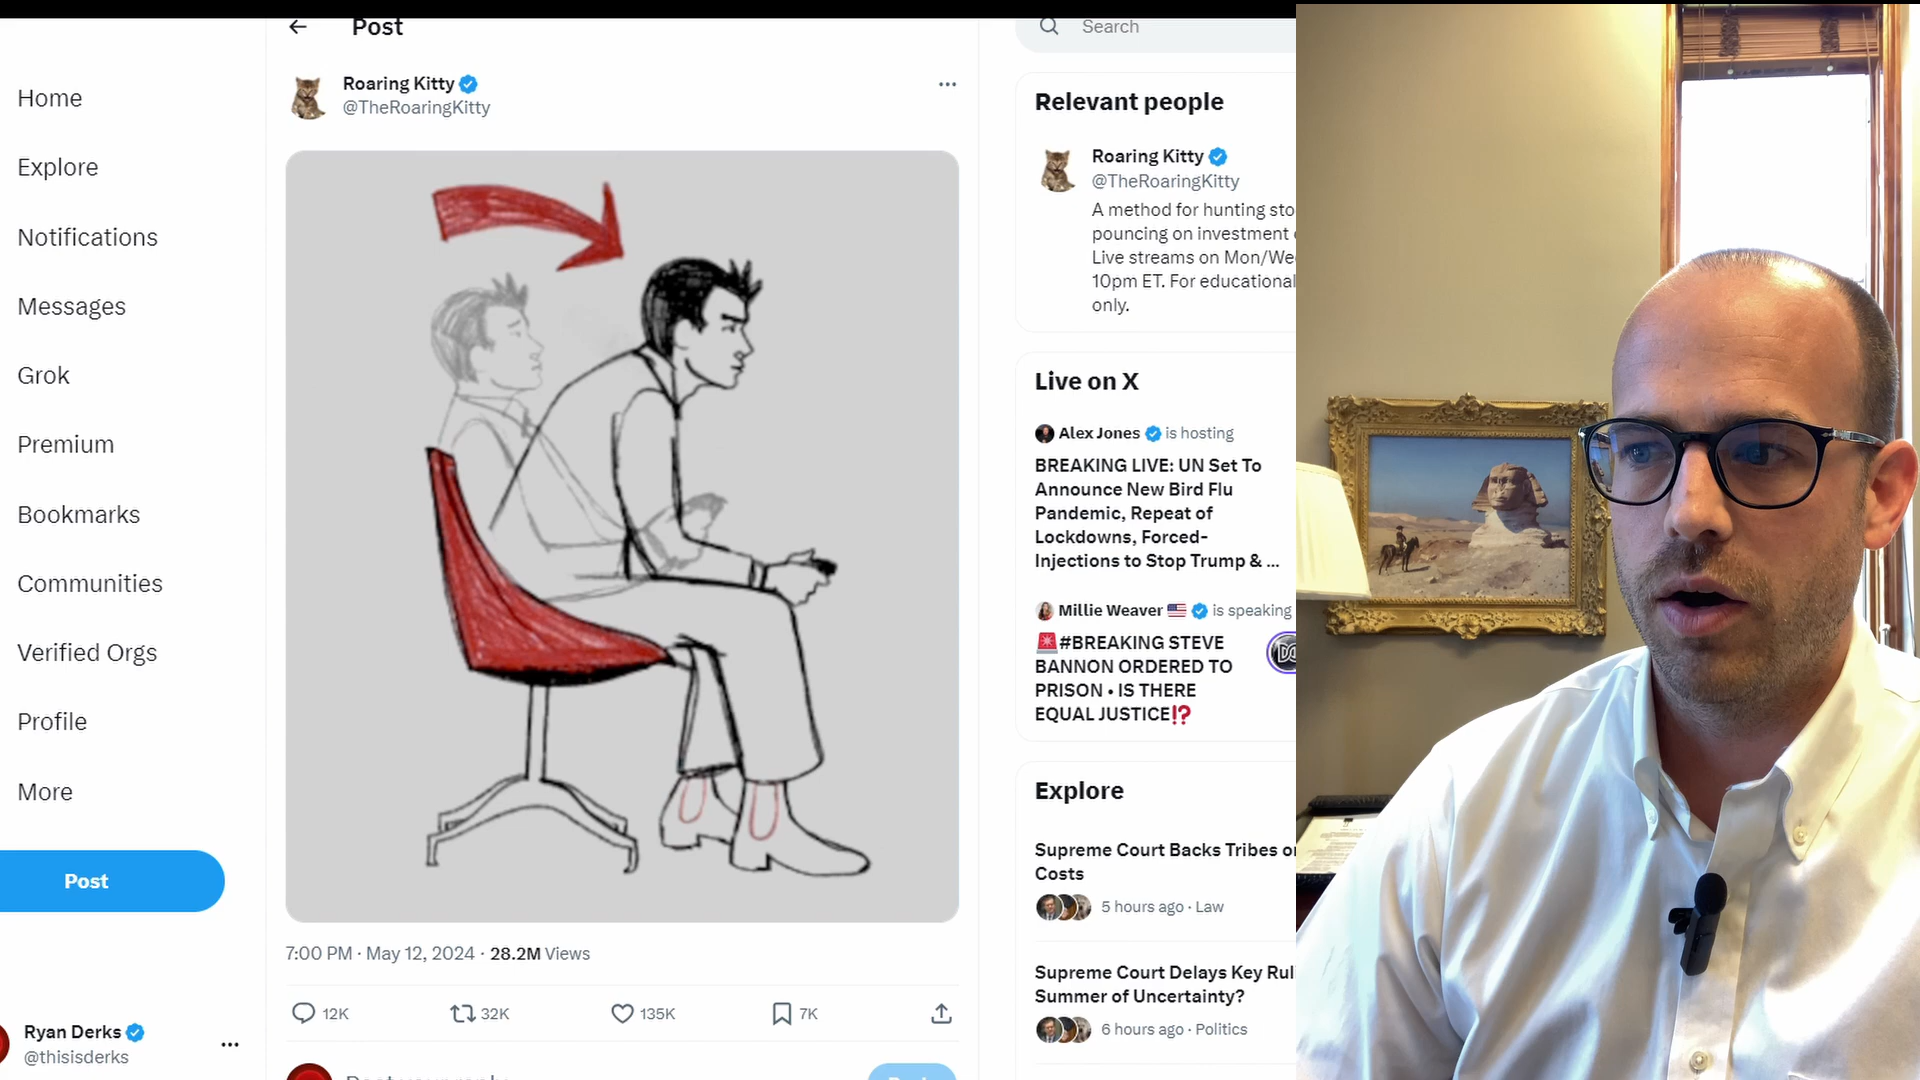 Home
Explore
Notifications
Messages
Grok
Premium
Bookmarks
Communities
Verified Orgs
Profile
More
Post
Ryan Derks
@thisisderks
Post
Roaring Kitty
@TheRoaringKitty
7:00 PM · May 12, 2024 · 28.2M Views
12K 32K 135K 7K
Search
Relevant people
Roaring Kitty
@TheRoaringKitty
A method for hunting
pouncing on investment
Live streams on
10pm ET. For educational
only.
Live on X
Alex Jones is hosting
BREAKING LIVE: UN Set To
Announce New Bird Flu
Pandemic, Repeat of
Lockdowns, Forced-
Injections to Stop Trump & ...
Millie Weaver 🇺🇸 is speaking
🚨#BREAKING STEVE
BANNON ORDERED TO
PRISON • IS THERE
EQUAL JUSTICE⁉️
Explore
Supreme Court Backs Tribes
Costs
5 hours ago · Law
Supreme Court Delays Key
Summer of Uncertainty?
6 hours ago · Politics